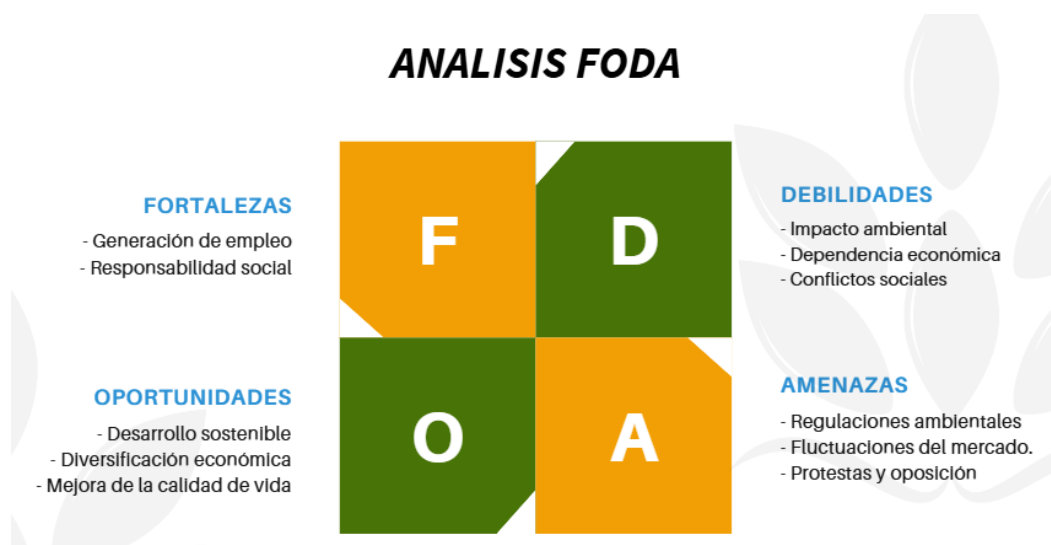 ANALISIS FODA
FORTALEZAS
- Generación de empleo
- Responsabilidad social
F
D
DEBILIDADES
- Impacto ambiental
- Dependencia económica
- Conflictos sociales
OPORTUNIDADES
- Desarrollo sostenible
- Diversificación económica
- Mejora de la calidad de vida
O
A
AMENAZAS
- Regulaciones ambientales
- Fluctuaciones del mercado.
- Protestas y oposición